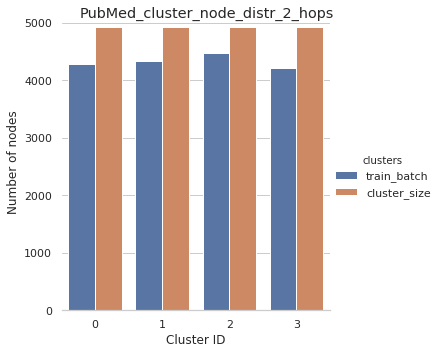 PubMed_cluster_node_distr_2_hops
5000
4000
3000
2000
1000
0
Number of nodes
0 1 2 3
Cluster ID
clusters
train_batch
cluster_size